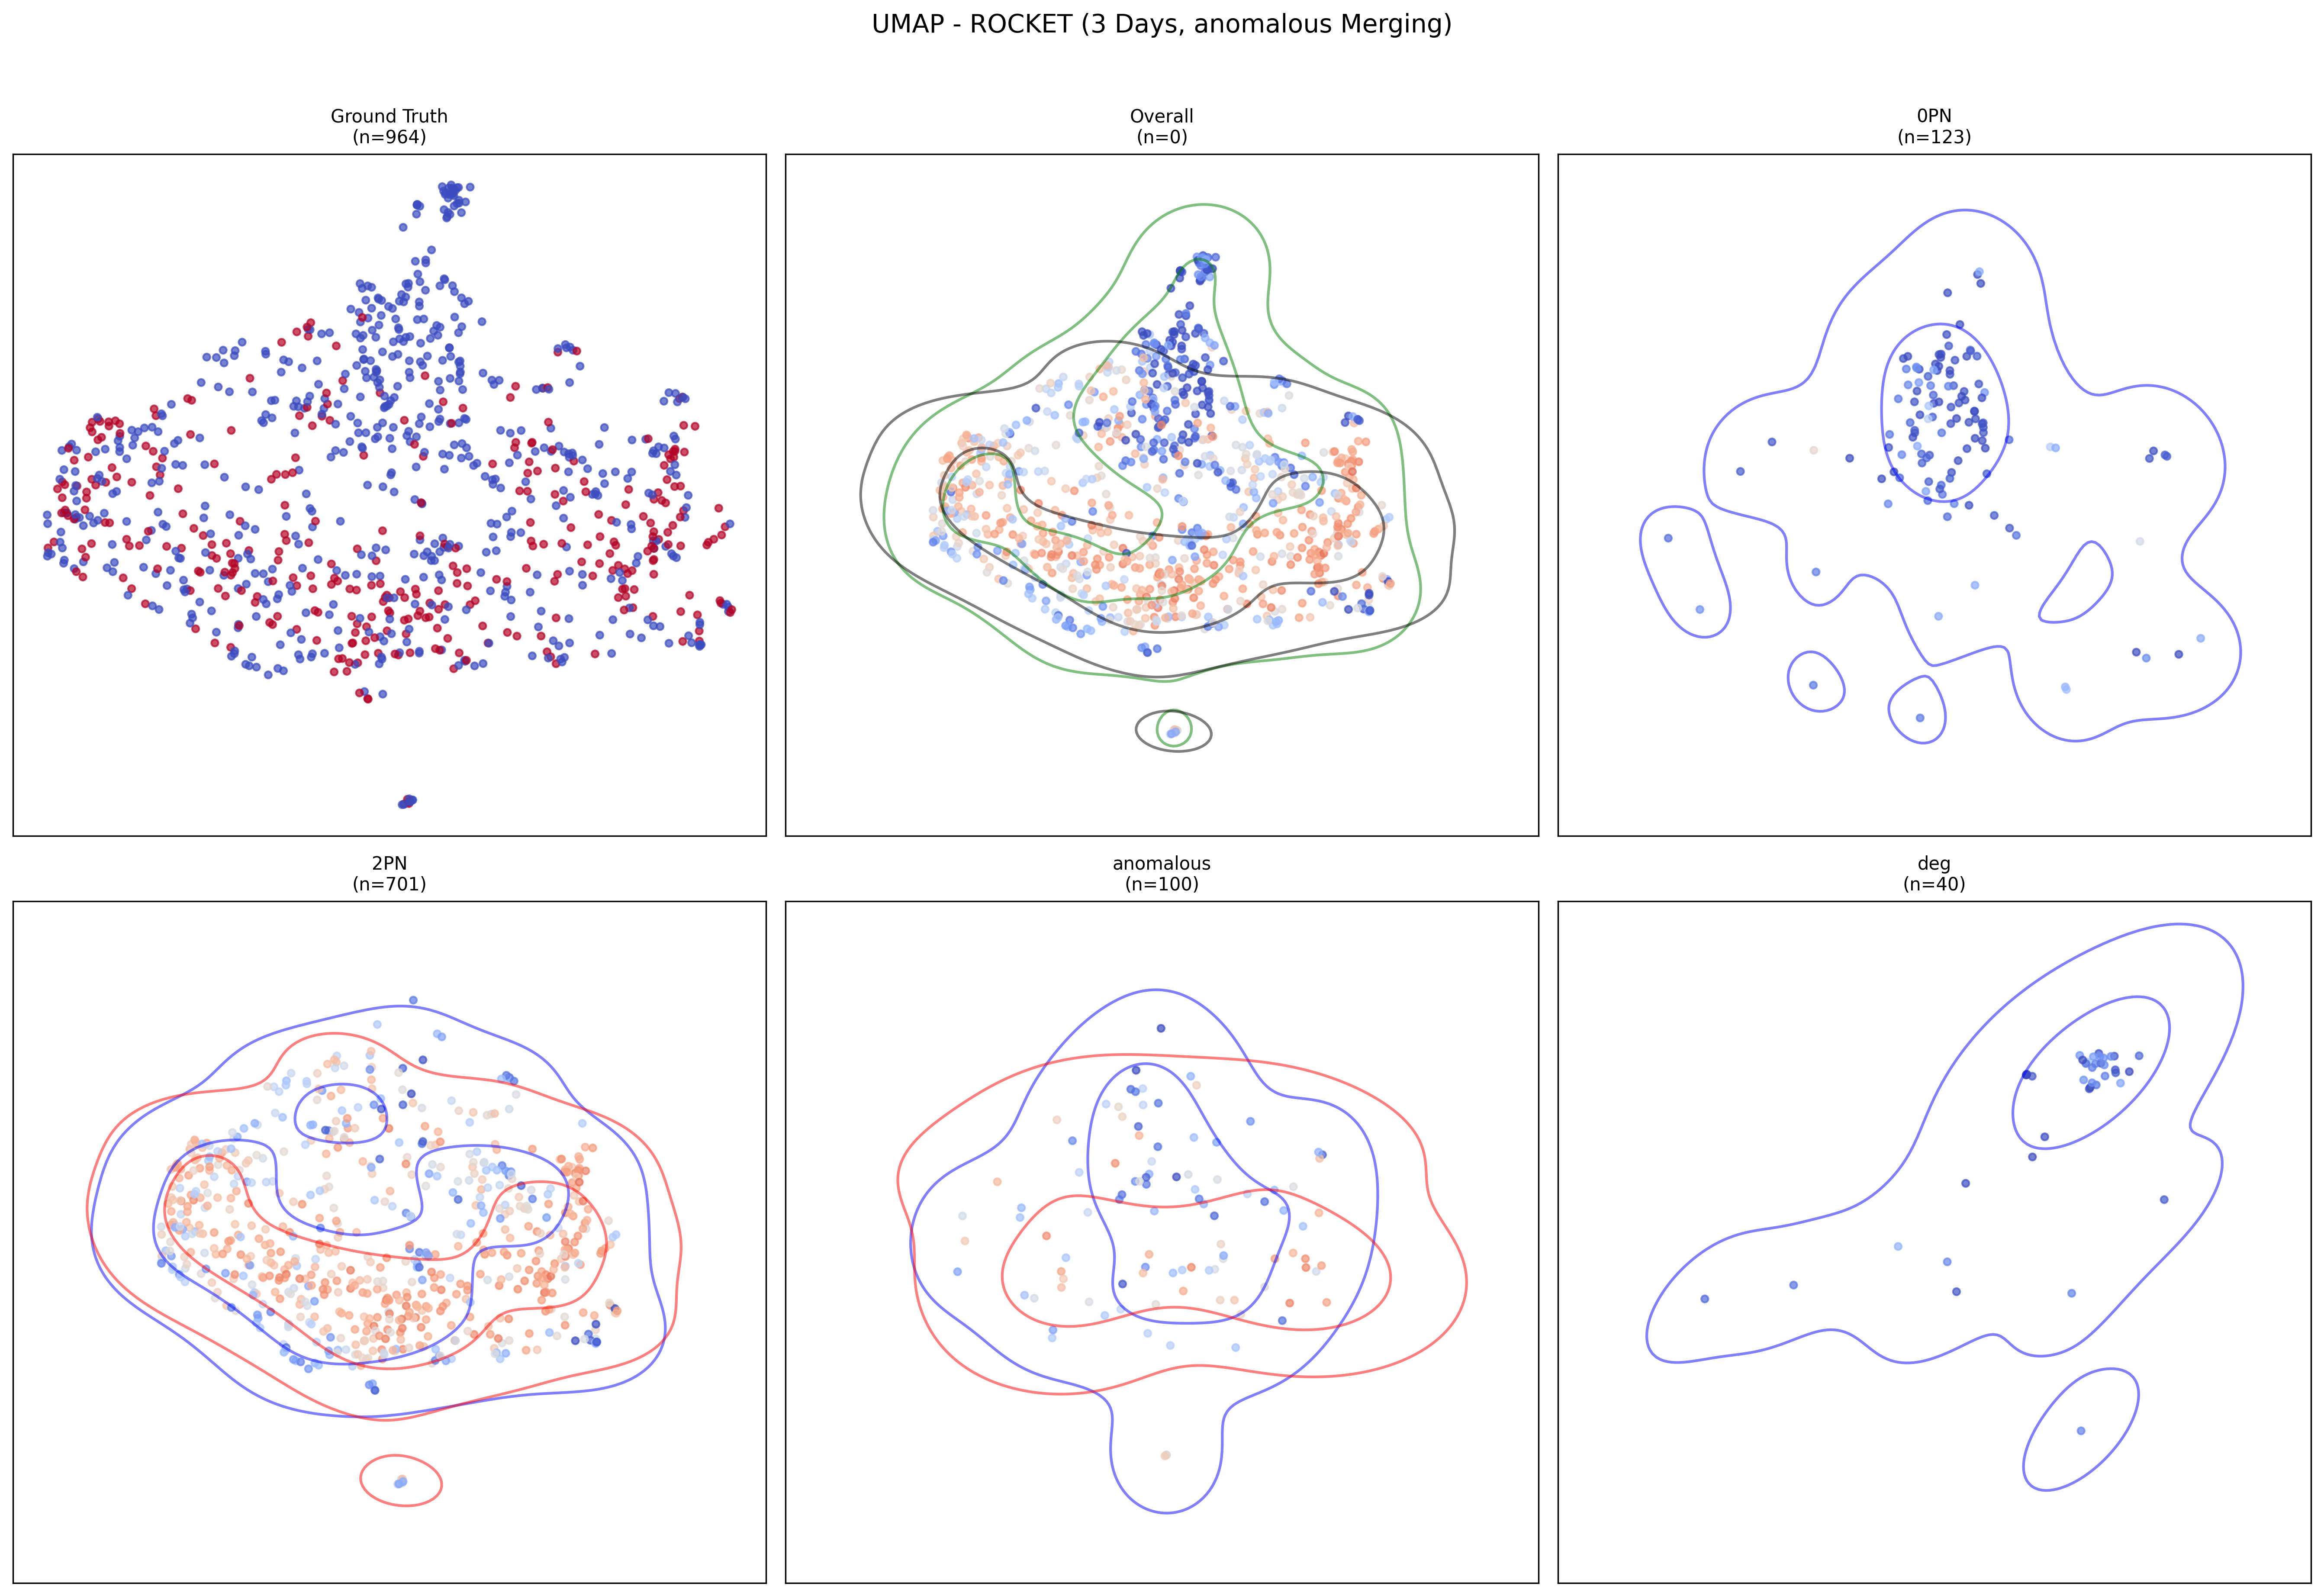 UMAP - ROCKET (3 Days, anomalous Merging)
Ground Truth
(n=964)
Overall
(n=0)
0PN
(n=123)
2PN
(n=701)
anomalous
(n=100)
deg
(n=40)